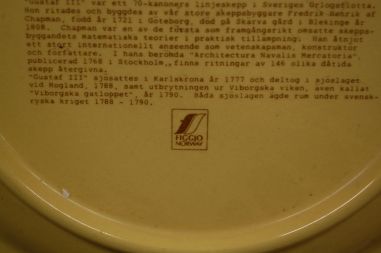 "Gustaf III" var ett 70-kanoners linjeskepp i Sveriges Örlogsflotta.
Hon ritades och byggdes av vår store skeppsbyggare Fredrik Henrik af
Chapman, född år 1721 i Göteborg, död på Skärva gård i Blekinge år
1808. Chapman var en av de första som framgångsrikt omsatte skepps-
byggandets matematiska teorier i praktisk tillämpning. Han åtnjöt
ett stort internationellt anseende som vetenskapsman, konstruktör
och författare. I hans berömda "Architectura Navalis Mercatoria",
publicerad 1768 i Stockholm, finns ritningar av 146 olika dåtida
skepp återgivna.
"Gustaf III" sjösattes i Karlskrona år 1777 och deltog i sjöslaget
vid Hogland, 1788, samt utbrytningen ur Viborgska viken, även kallat
"Viborgska gatloppet", år 1790. Båda sjöslagen ägde rum under svensk-
ryska kriget 1788 - 1790.
FIGGJO
NORWAY